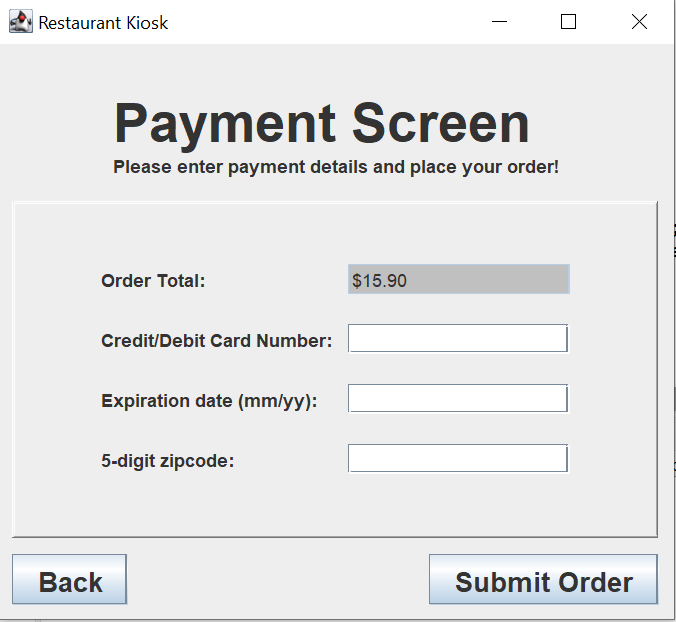 Restaurant Kiosk
Payment Screen
Please enter payment details and place your order!
Order Total: $15.90
Credit/Debit Card Number:
Expiration date (mm/yy):
5-digit zipcode:
Back Submit Order